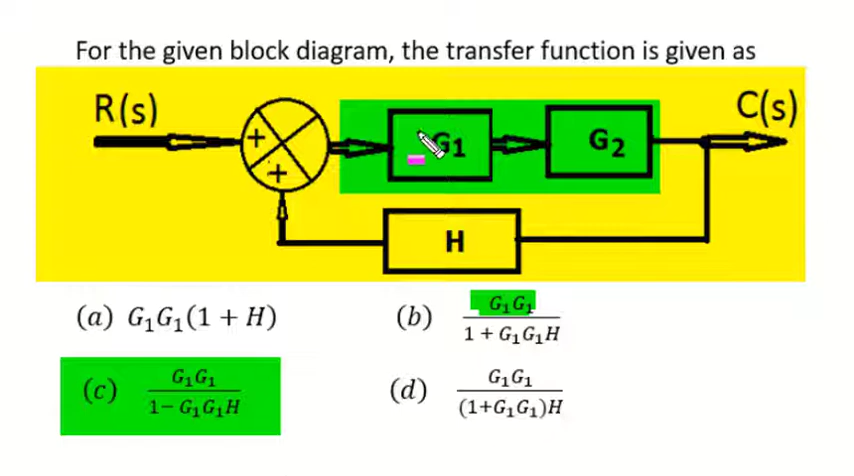 For the given block diagram, the transfer function is given as
R(s)
C(s)
+
G1
G2
+
H
(a) G₁G₁(1 + H)
(b) G₁G₁ / 1 + G₁G₁H
(c) G₁G₁ / 1− G₁G₁H
(d) G₁G₁ / (1+G₁G₁)H